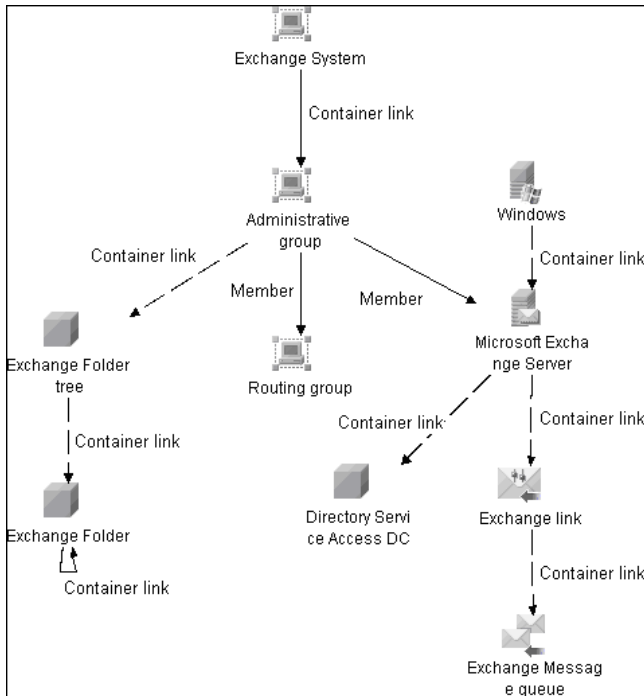 Exchange System
Container link
Administrative
group
Windows
Container link
Container link
Member
Member
Exchange Folder
tree
Routing group
Microsoft Excha
nge Server
Container link
Container link
Container link
Exchange Folder
Directory Servi
ce Access DC
Exchange link
Container link
Container link
Exchange Messag
e queue